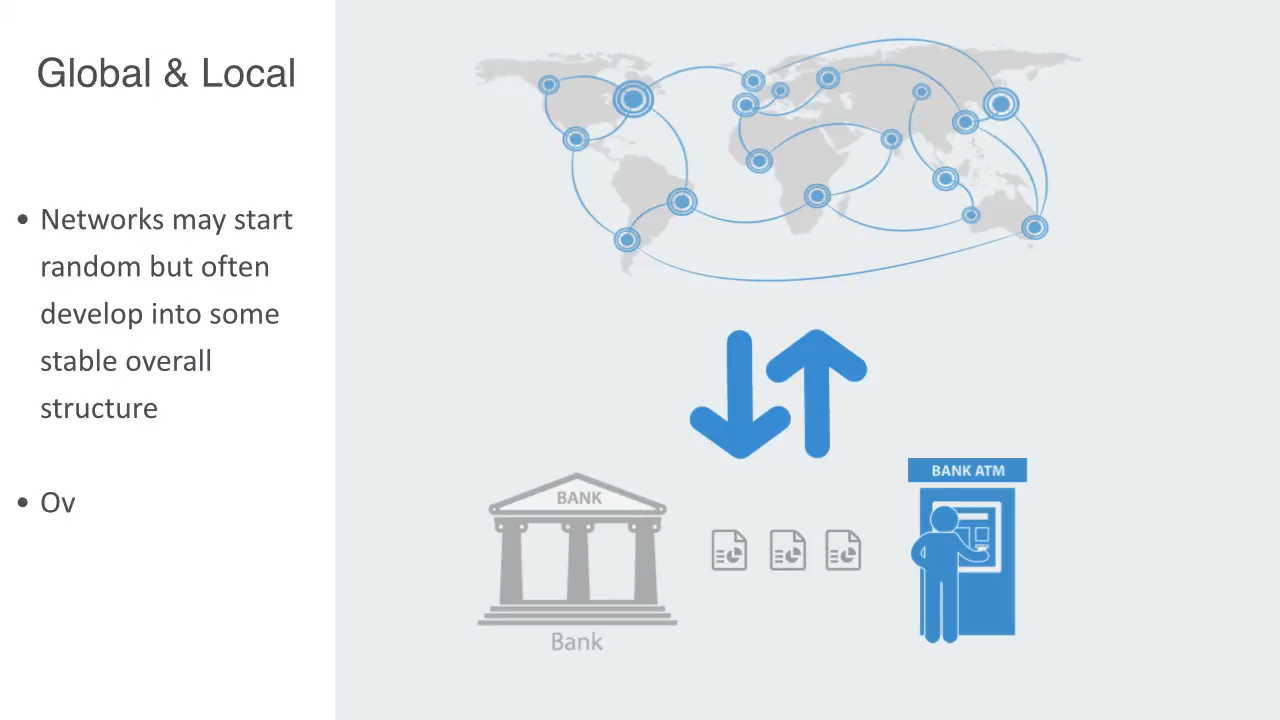 Global & Local
• Networks may start
random but often
develop into some
stable overall
structure
• Ov
BANK
Bank
BANK ATM